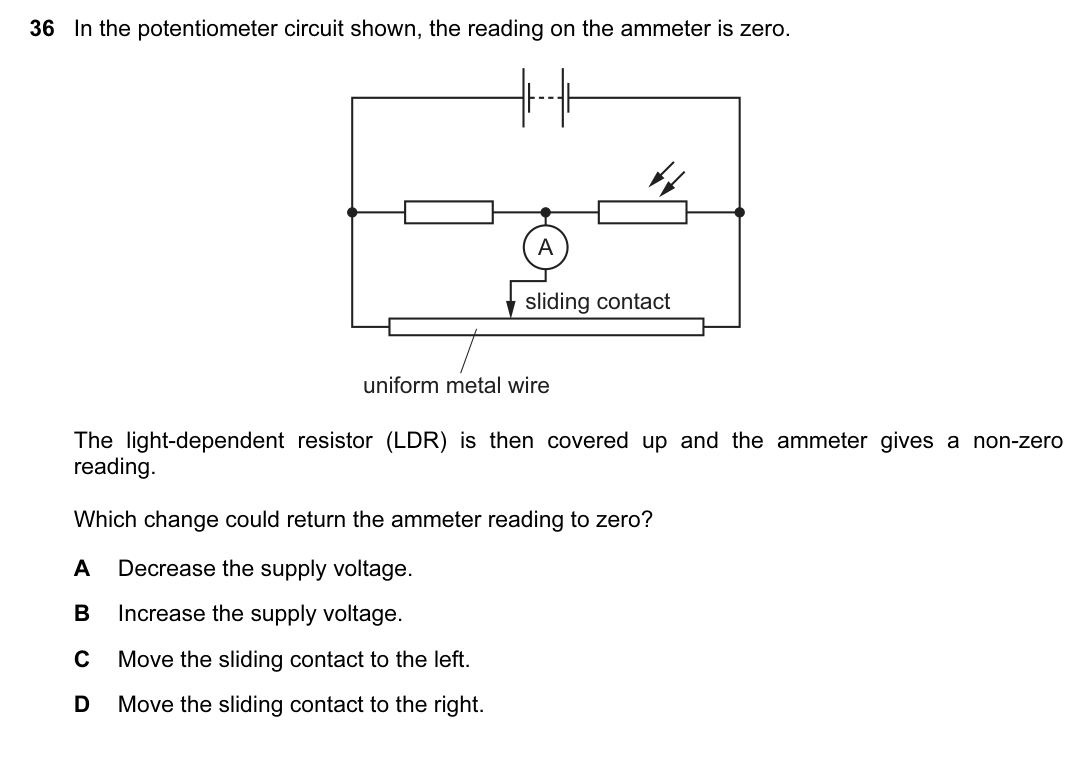 36 In the potentiometer circuit shown, the reading on the ammeter is zero.
A
sliding contact
uniform metal wire
The light-dependent resistor (LDR) is then covered up and the ammeter gives a non-zero
reading.
Which change could return the ammeter reading to zero?
A Decrease the supply voltage.
B Increase the supply voltage.
C Move the sliding contact to the left.
D Move the sliding contact to the right.